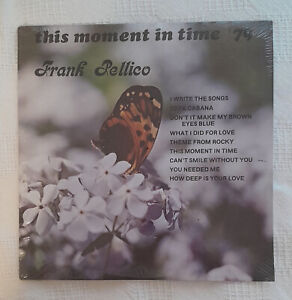 this moment in time '79
Frank Pellico
I WRITE THE SONGS
COPA CABANA
DON'T IT MAKE MY BROWN
EYES BLUE
WHAT I DID FOR LOVE
THEME FROM ROCKY
THIS MOMENT IN TIME
CAN'T SMILE WITHOUT YOU
YOU NEEDED ME
HOW DEEP IS YOUR LOVE